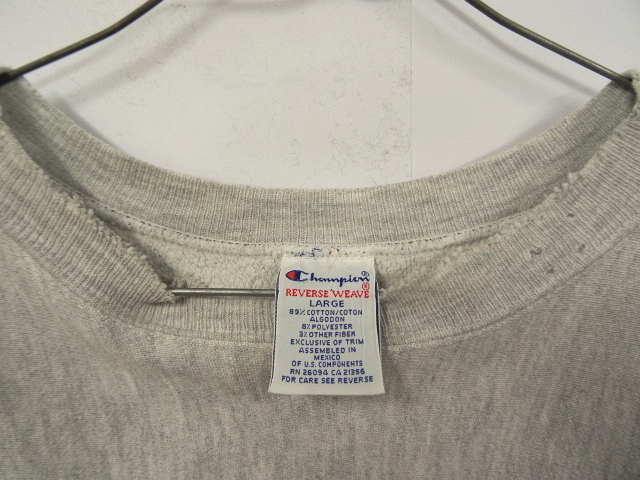 Champion®
REVERSE WEAVE®
LARGE
89% COTTON/COTON
ALGODON
8% POLYESTER
3% OTHER FIBER
EXCLUSIVE OF TRIM
ASSEMBLED IN
MEXICO
OF U.S. COMPONENTS
RN 26094 CA 21356
FOR CARE SEE REVERSE